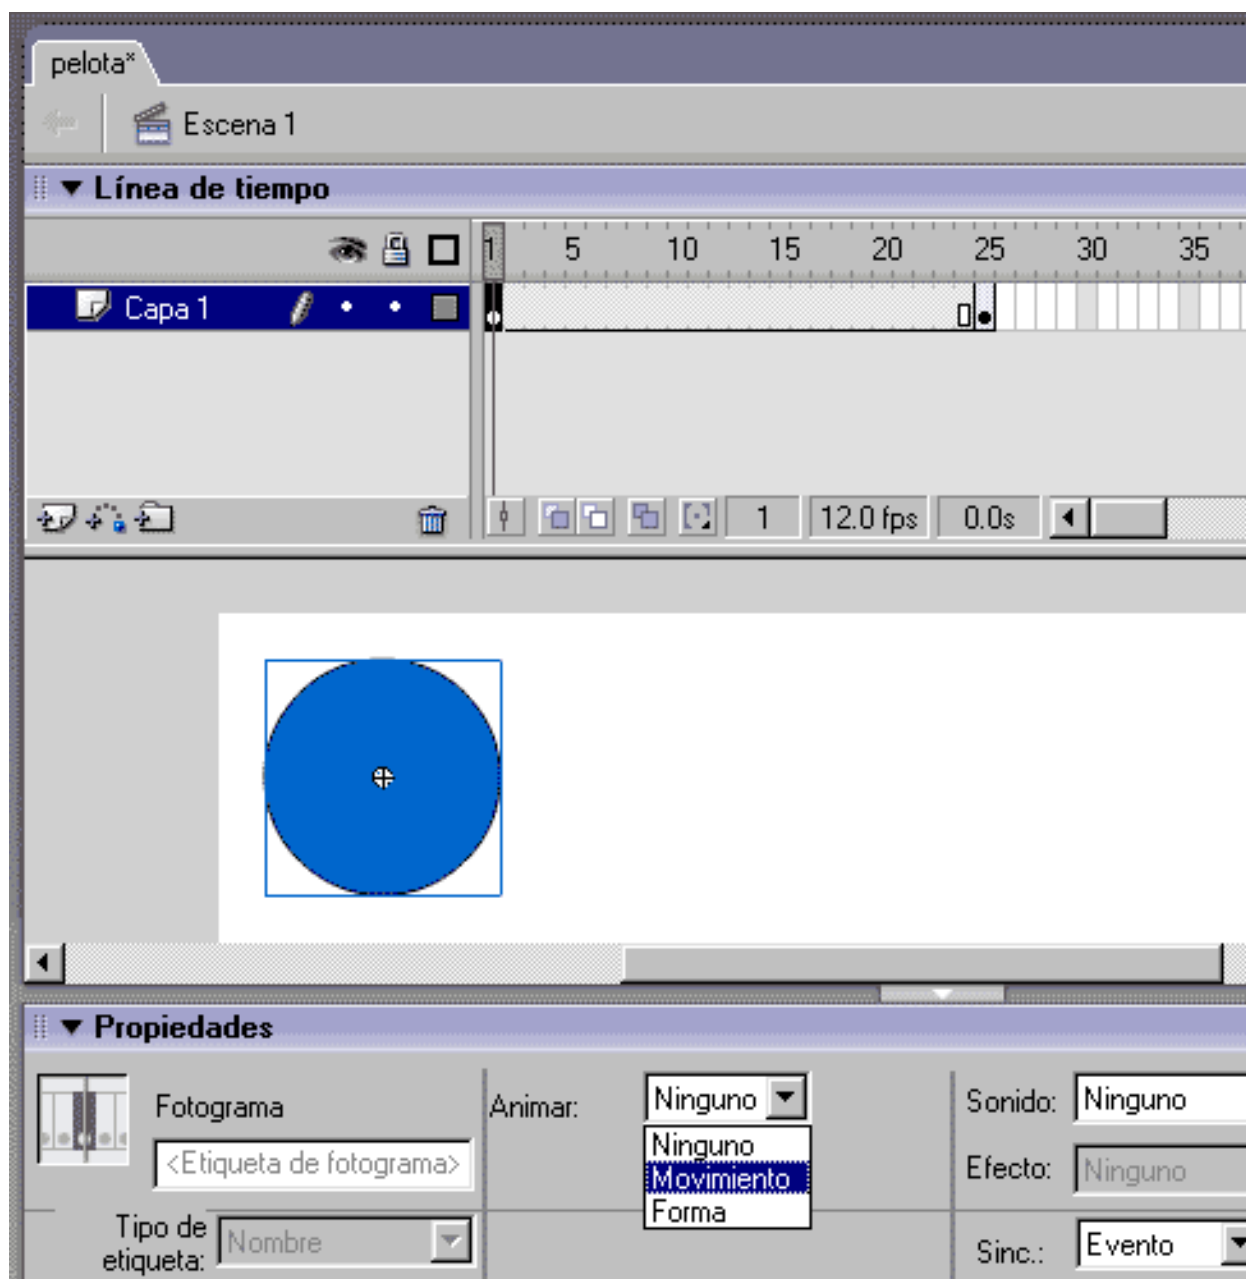 pelota*
Escena 1
Línea de tiempo
1 5 10 15 20 25 30 35
Capa 1
1 12.0 fps 0.0s
Propiedades
Fotograma
<Etiqueta de fotograma>
Tipo de etiqueta: Nombre
Animar: Ninguno
Ninguno
Movimiento
Forma
Sonido: Ninguno
Efecto: Ninguno
Sinc.: Evento